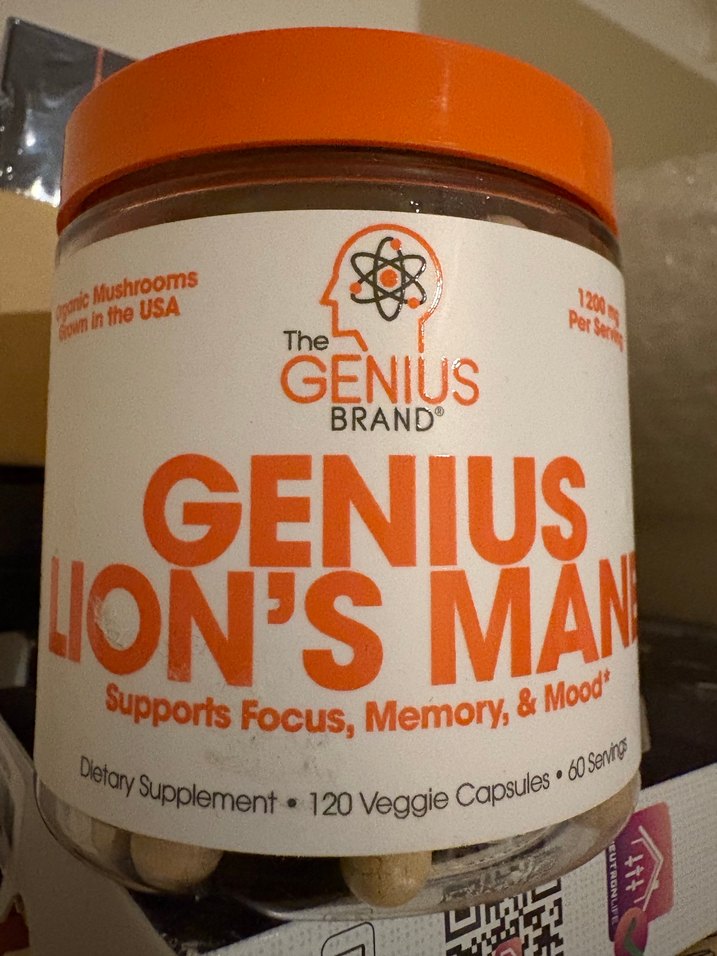 Organic Mushrooms
Grown in the USA
1200 mg
Per Serving
The
GENIUS
BRAND®
GENIUS
LION'S MANE
Supports Focus, Memory, & Mood*
Dietary Supplement • 120 Veggie Capsules • 60 Servings
NEUTRONLIFE